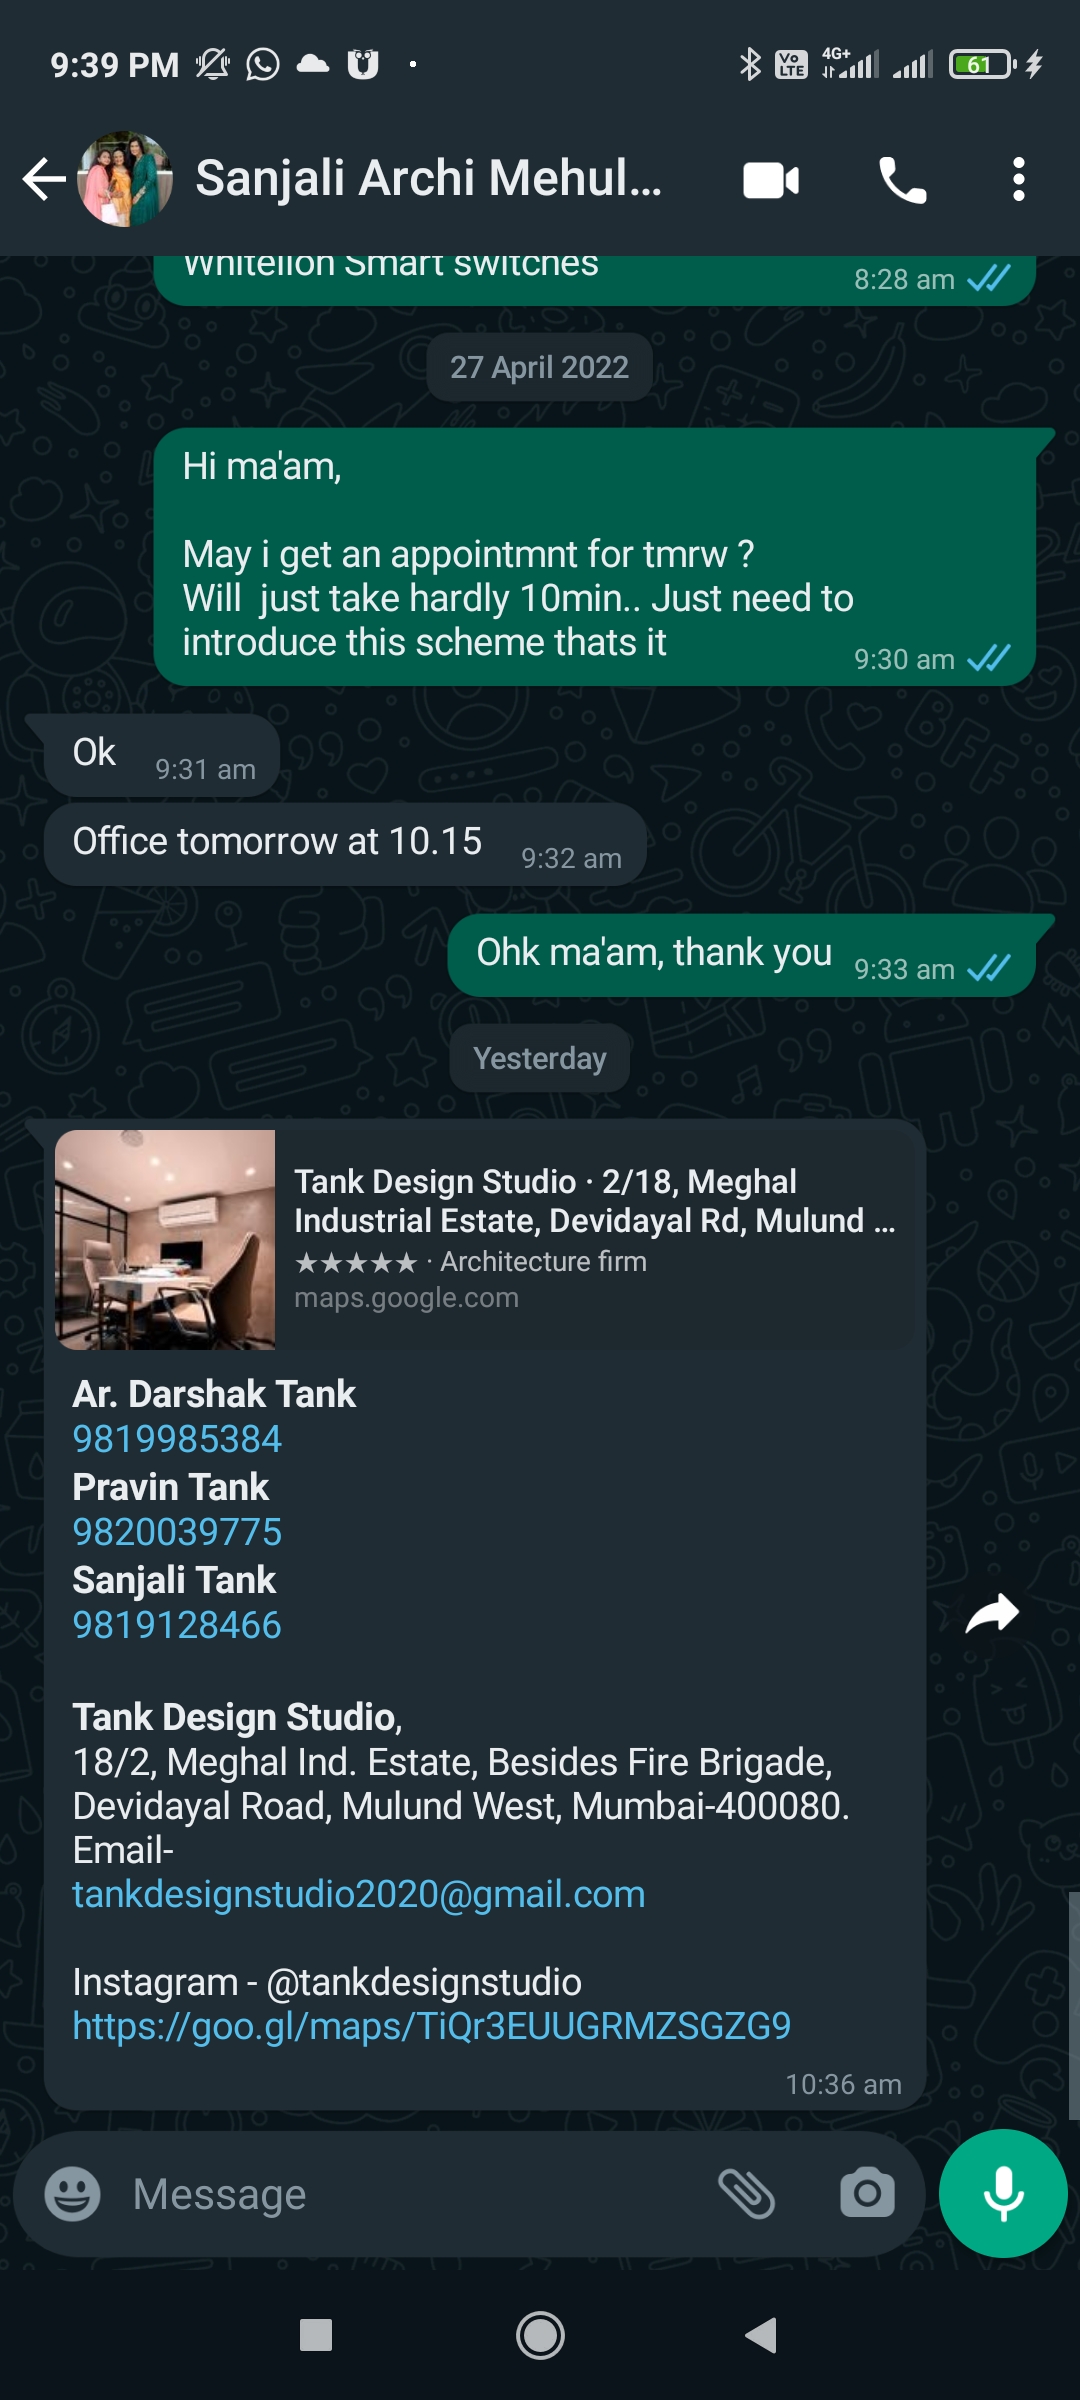 9:39 PM
Vo LTE 4G+ 61
Sanjali Archi Mehul...
Whitelion Smart switches
8:28 am
27 April 2022
Hi ma'am,
May i get an appointmnt for tmrw ?
Will  just take hardly 10min.. Just need to
introduce this scheme thats it
9:30 am
Ok 9:31 am
Office tomorrow at 10.15 9:32 am
Ohk ma'am, thank you 9:33 am
Yesterday
Tank Design Studio · 2/18, Meghal
Industrial Estate, Devidayal Rd, Mulund ...
★★★★★ · Architecture firm
maps.google.com
Ar. Darshak Tank
9819985384
Pravin Tank
9820039775
Sanjali Tank
9819128466
Tank Design Studio,
18/2, Meghal Ind. Estate, Besides Fire Brigade,
Devidayal Road, Mulund West, Mumbai-400080.
Email-
tankdesignstudio2020@gmail.com
Instagram - @tankdesignstudio
https://goo.gl/maps/TiQr3EUUGRMZSGZG9
10:36 am
Message